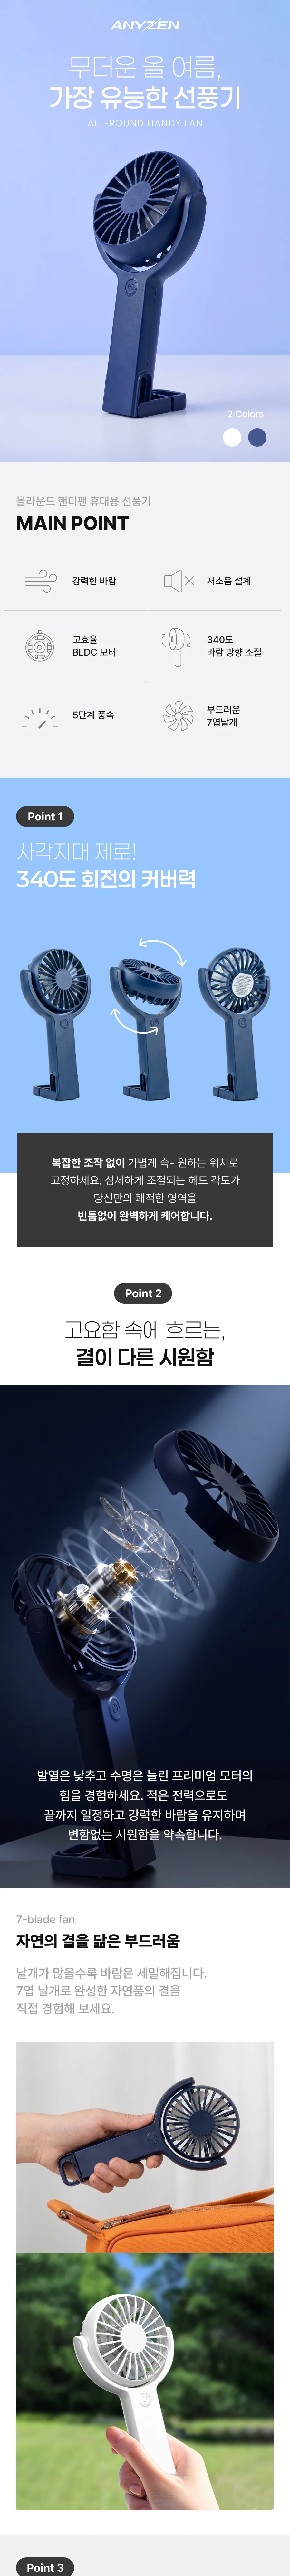 ANYZEN
무더운 올 여름,
가장 유능한 선풍기
ALL-ROUND HANDY FAN
2 Colors
올라운드 핸디팬 휴대용 선풍기
MAIN POINT
강력한 바람
저소음 설계
고효율
BLDC 모터
340도
바람 방향 조절
5단계 풍속
부드러운
7엽날개
Point 1
사각지대 제로!
340도 회전의 커버력
복잡한 조작 없이 가볍게 슥- 원하는 위치로
고정하세요. 섬세하게 조절되는 헤드 각도가
당신만의 쾌적한 영역을
빈틈없이 완벽하게 케어합니다.
Point 2
고요함 속에 흐르는,
결이 다른 시원함
발열은 낮추고 수명은 늘린 프리미엄 모터의
힘을 경험하세요. 적은 전력으로도
끝까지 일정하고 강력한 바람을 유지하며
변함없는 시원함을 약속합니다.
7-blade fan
자연의 결을 닮은 부드러움
날개가 많을수록 바람은 세밀해집니다.
7엽 날개로 완성한 자연풍의 결을
직접 경험해 보세요.
Point 3